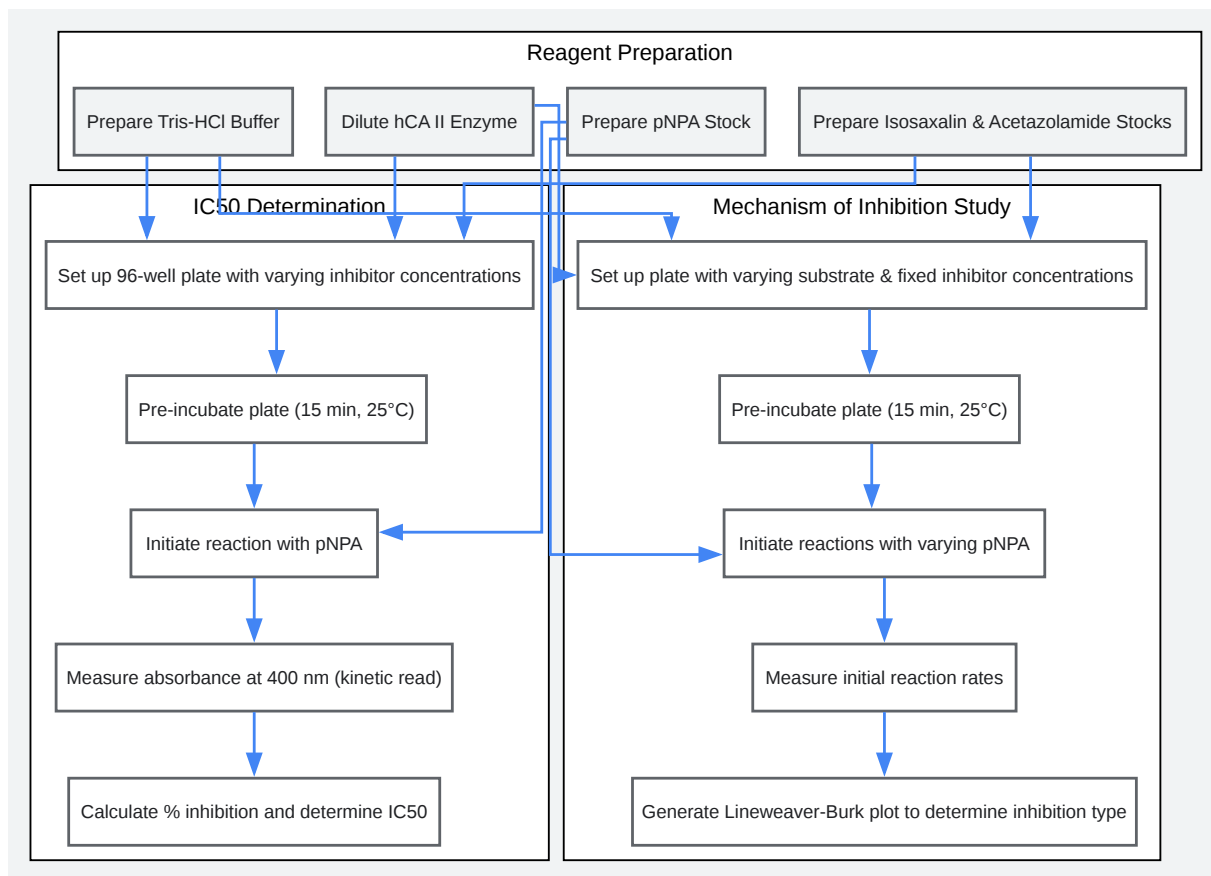 Reagent Preparation
Prepare Tris-HCl Buffer
Dilute hCA II Enzyme
Prepare pNPA Stock
Prepare Isosaxalin & Acetazolamide Stocks
IC50 Determination
Set up 96-well plate with varying inhibitor concentrations
Pre-incubate plate (15 min, 25°C)
Initiate reaction with pNPA
Measure absorbance at 400 nm (kinetic read)
Calculate % inhibition and determine IC50
Mechanism of Inhibition Study
Set up plate with varying substrate & fixed inhibitor concentrations
Pre-incubate plate (15 min, 25°C)
Initiate reactions with varying pNPA
Measure initial reaction rates
Generate Lineweaver-Burk plot to determine inhibition type